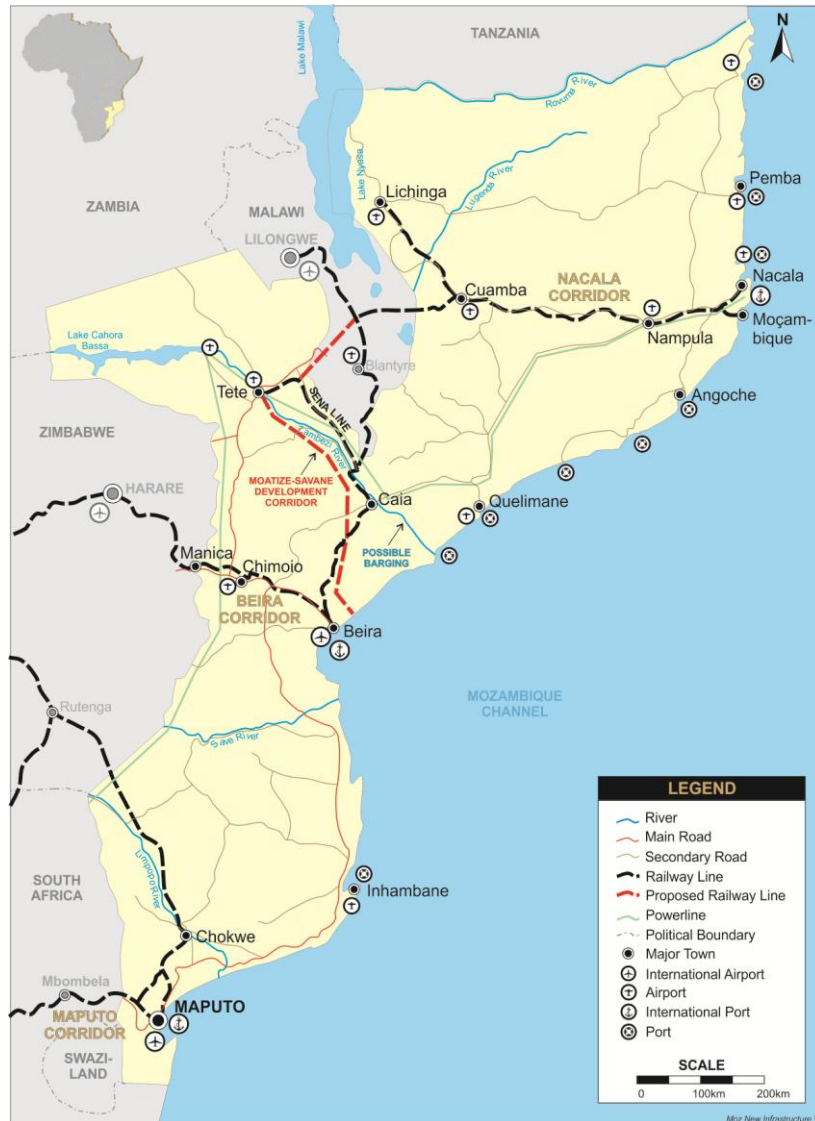 TANZANIA
N
Lake Malawi
Rovuma River
Lake Nyasa
Lugenda River
Pemba
Lichinga
ZAMBIA
MALAWI
LILONGWE
Nacala
Cuamba
NACALA
CORRIDOR
Moçam-
bique
Nampula
Lake Cahora
Bassa
Blantyre
Tete
Angoche
SENA LINE
ZIMBABWE
Zambezi River
MOATIZE-SAVANE
DEVELOPMENT
CORRIDOR
HARARE
Caia
Quelimane
POSSIBLE
BARGING
Manica
Chimoio
BEIRA
CORRIDOR
Beira
MOZAMBIQUE
CHANNEL
Rutenga
Save River
Limpopo River
SOUTH
AFRICA
Inhambane
Chokwe
Mbombela
MAPUTO
MAPUTO
CORRIDOR
SWAZI-
LAND
LEGEND
River
Main Road
Secondary Road
Railway Line
Proposed Railway Line
Powerline
Political Boundary
Major Town
International Airport
Airport
International Port
Port
SCALE
0 100km 200km
Moz New Infrastructure